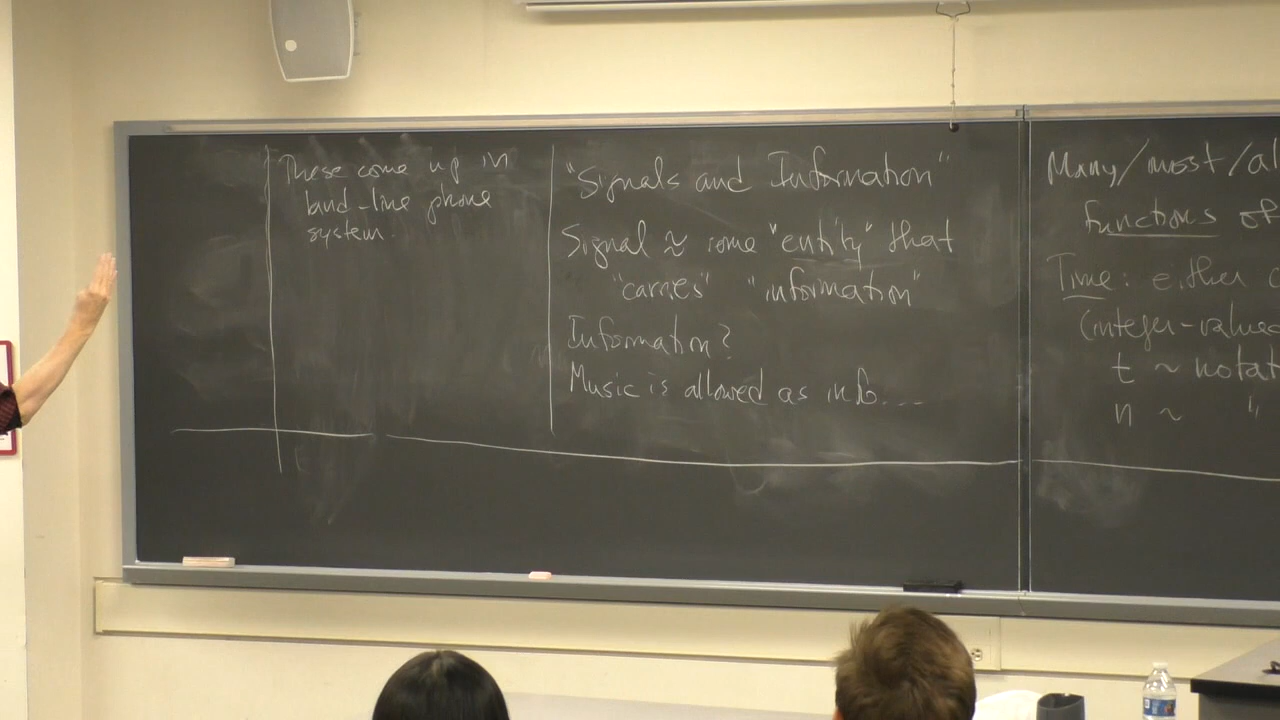 These come up in
land-line phone
system.
"Signals and Information"
Signal ≈ some "entity" that
"carries" "information"
Information?
Music is allowed as info....
Many/most/al
functions of
Time: either
(integer-valued
t ~ notat
n ~ "